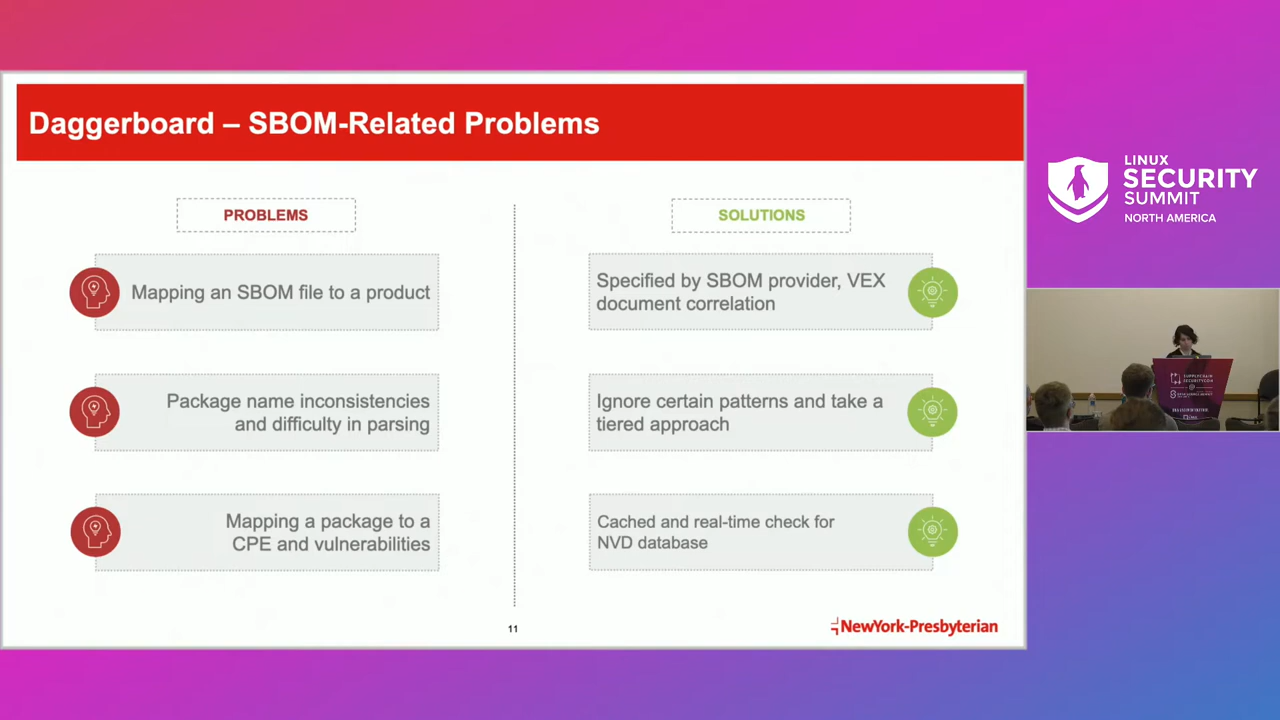 Daggerboard – SBOM-Related Problems
PROBLEMS
SOLUTIONS
Mapping an SBOM file to a product
Specified by SBOM provider, VEX
document correlation
Package name inconsistencies
and difficulty in parsing
Ignore certain patterns and take a
tiered approach
Mapping a package to a
CPE and vulnerabilities
Cached and real-time check for
NVD database
11
NewYork-Presbyterian
LINUX
SECURITY
SUMMIT
NORTH AMERICA